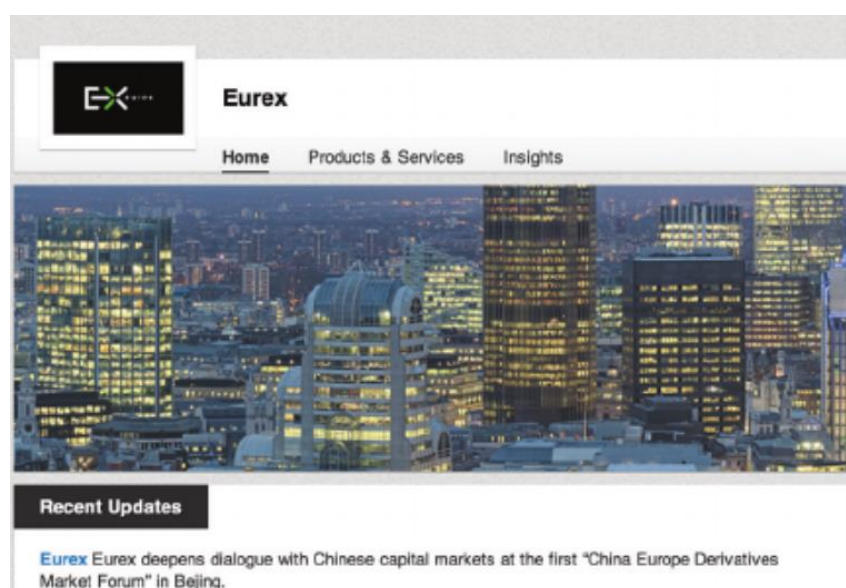 EX
Eurex
Home Products & Services Insights
Recent Updates
Eurex Eurex deepens dialogue with Chinese capital markets at the first “China Europe Derivatives
Market Forum” in Beijing.